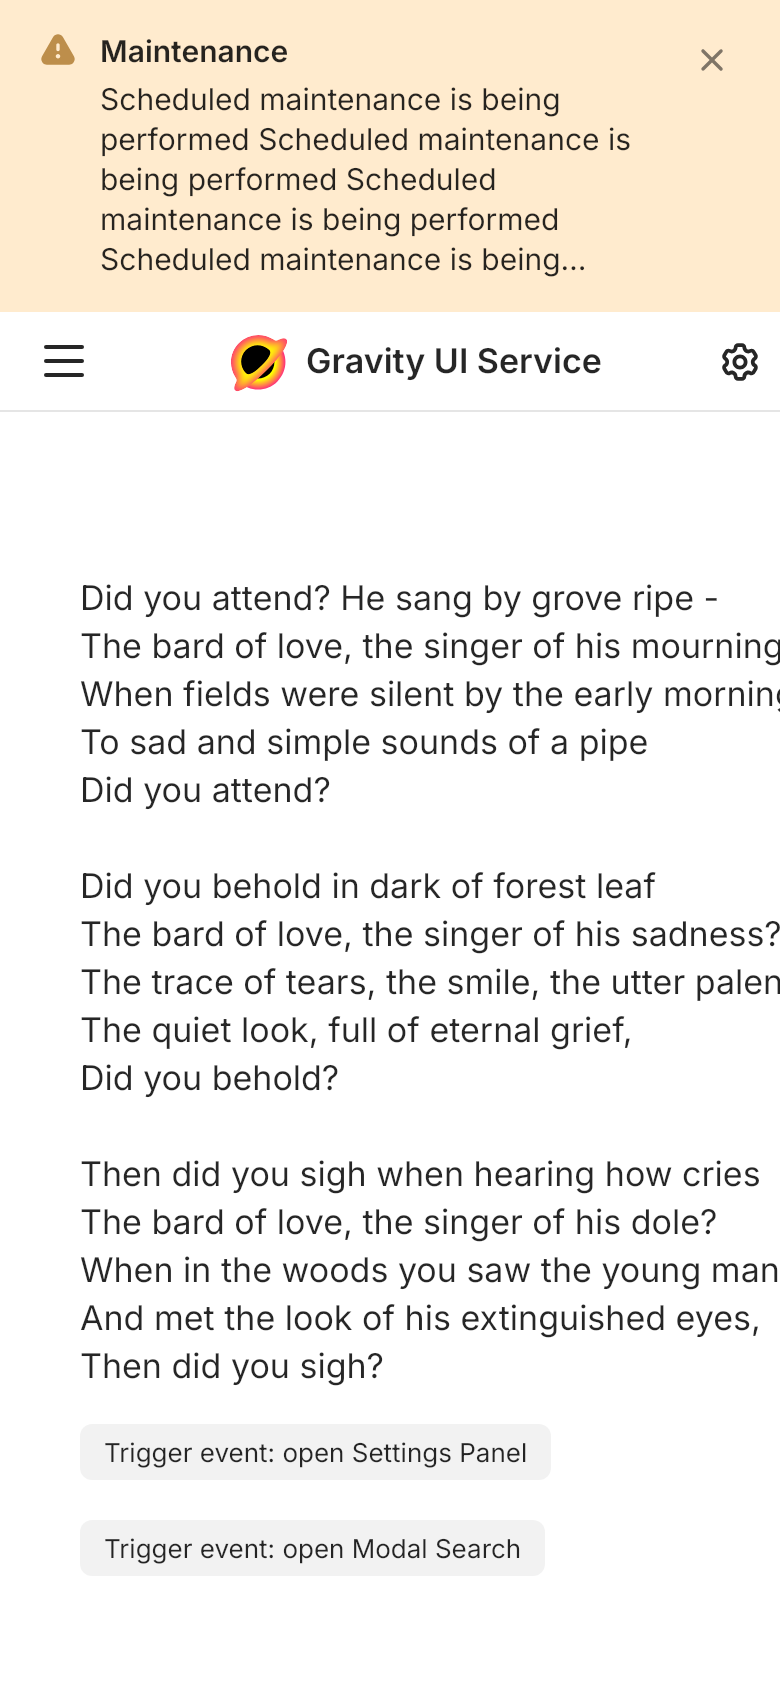 Maintenance
Scheduled maintenance is being
performed Scheduled maintenance is
being performed Scheduled
maintenance is being performed
Scheduled maintenance is being...
Gravity UI Service
Did you attend? He sang by grove ripe -
The bard of love, the singer of his mourning
When fields were silent by the early morning
To sad and simple sounds of a pipe
Did you attend?
Did you behold in dark of forest leaf
The bard of love, the singer of his sadness?
The trace of tears, the smile, the utter palen
The quiet look, full of eternal grief,
Did you behold?
Then did you sigh when hearing how cries
The bard of love, the singer of his dole?
When in the woods you saw the young man
And met the look of his extinguished eyes,
Then did you sigh?
Trigger event: open Settings Panel
Trigger event: open Modal Search